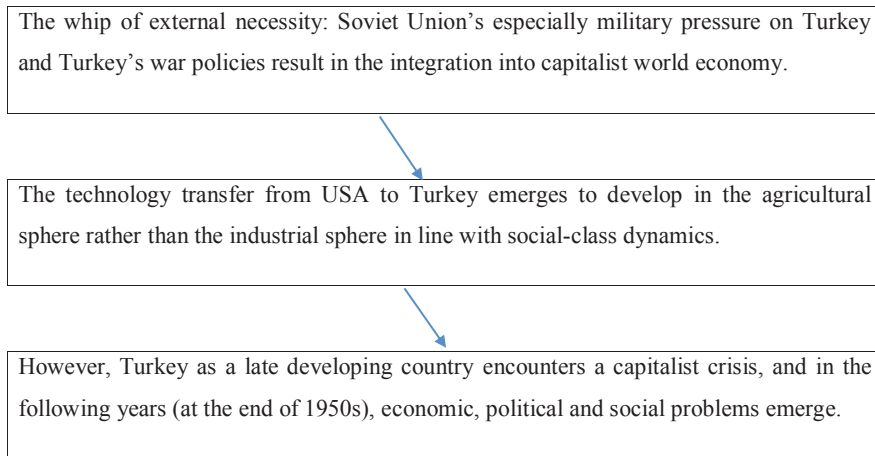 The whip of external necessity: Soviet Union's especially military pressure on Turkey
and Turkey's war policies result in the integration into capitalist world economy.
The technology transfer from USA to Turkey emerges to develop in the agricultural
sphere rather than the industrial sphere in line with social-class dynamics.
However, Turkey as a late developing country encounters a capitalist crisis, and in the
following years (at the end of 1950s), economic, political and social problems emerge.